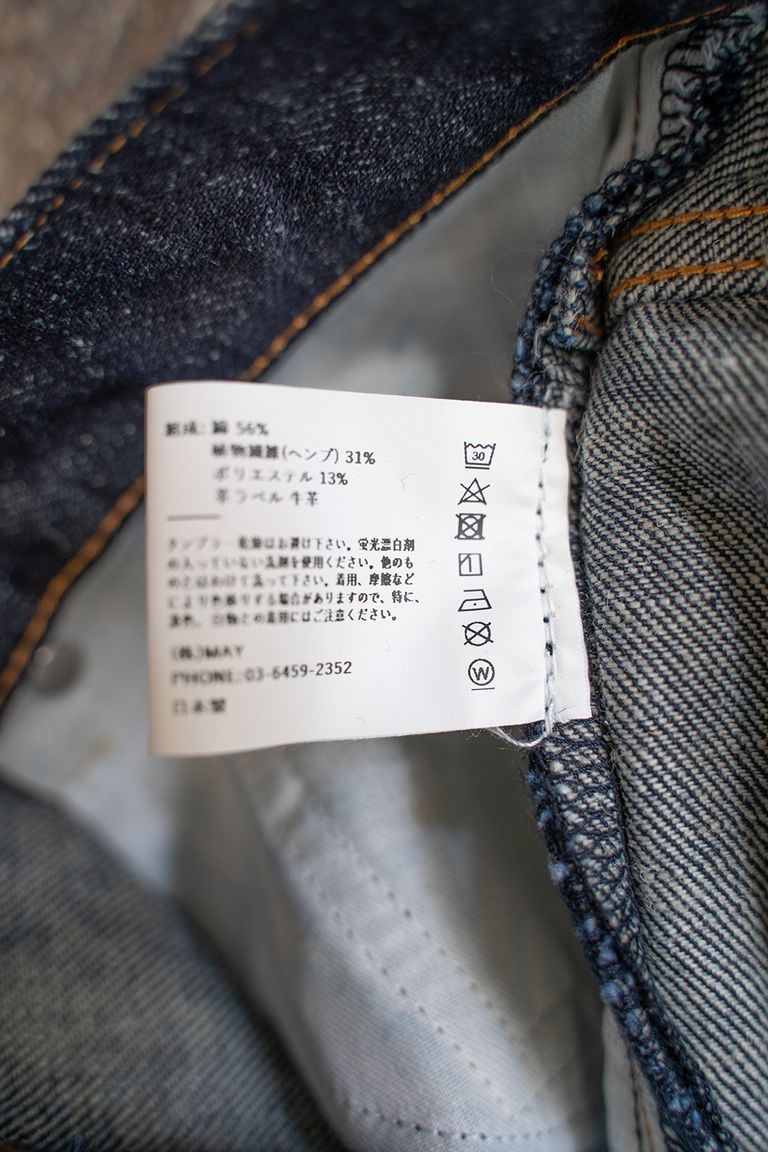 組成: 綿 56%
植物繊維(ヘンプ) 31%
ポリエステル 13%
革ラベル 牛革
タンブラー乾燥はお避け下さい。蛍光漂白剤
の入っていない洗剤を使用ください。他のも
のとはわけて洗って下さい。着用、摩擦など
により色移りする場合がありますので、特に、
淡色、白物との着用にはご注意ください。
(株)MAY
PHONE: 03-6459-2352
日本製
30
W